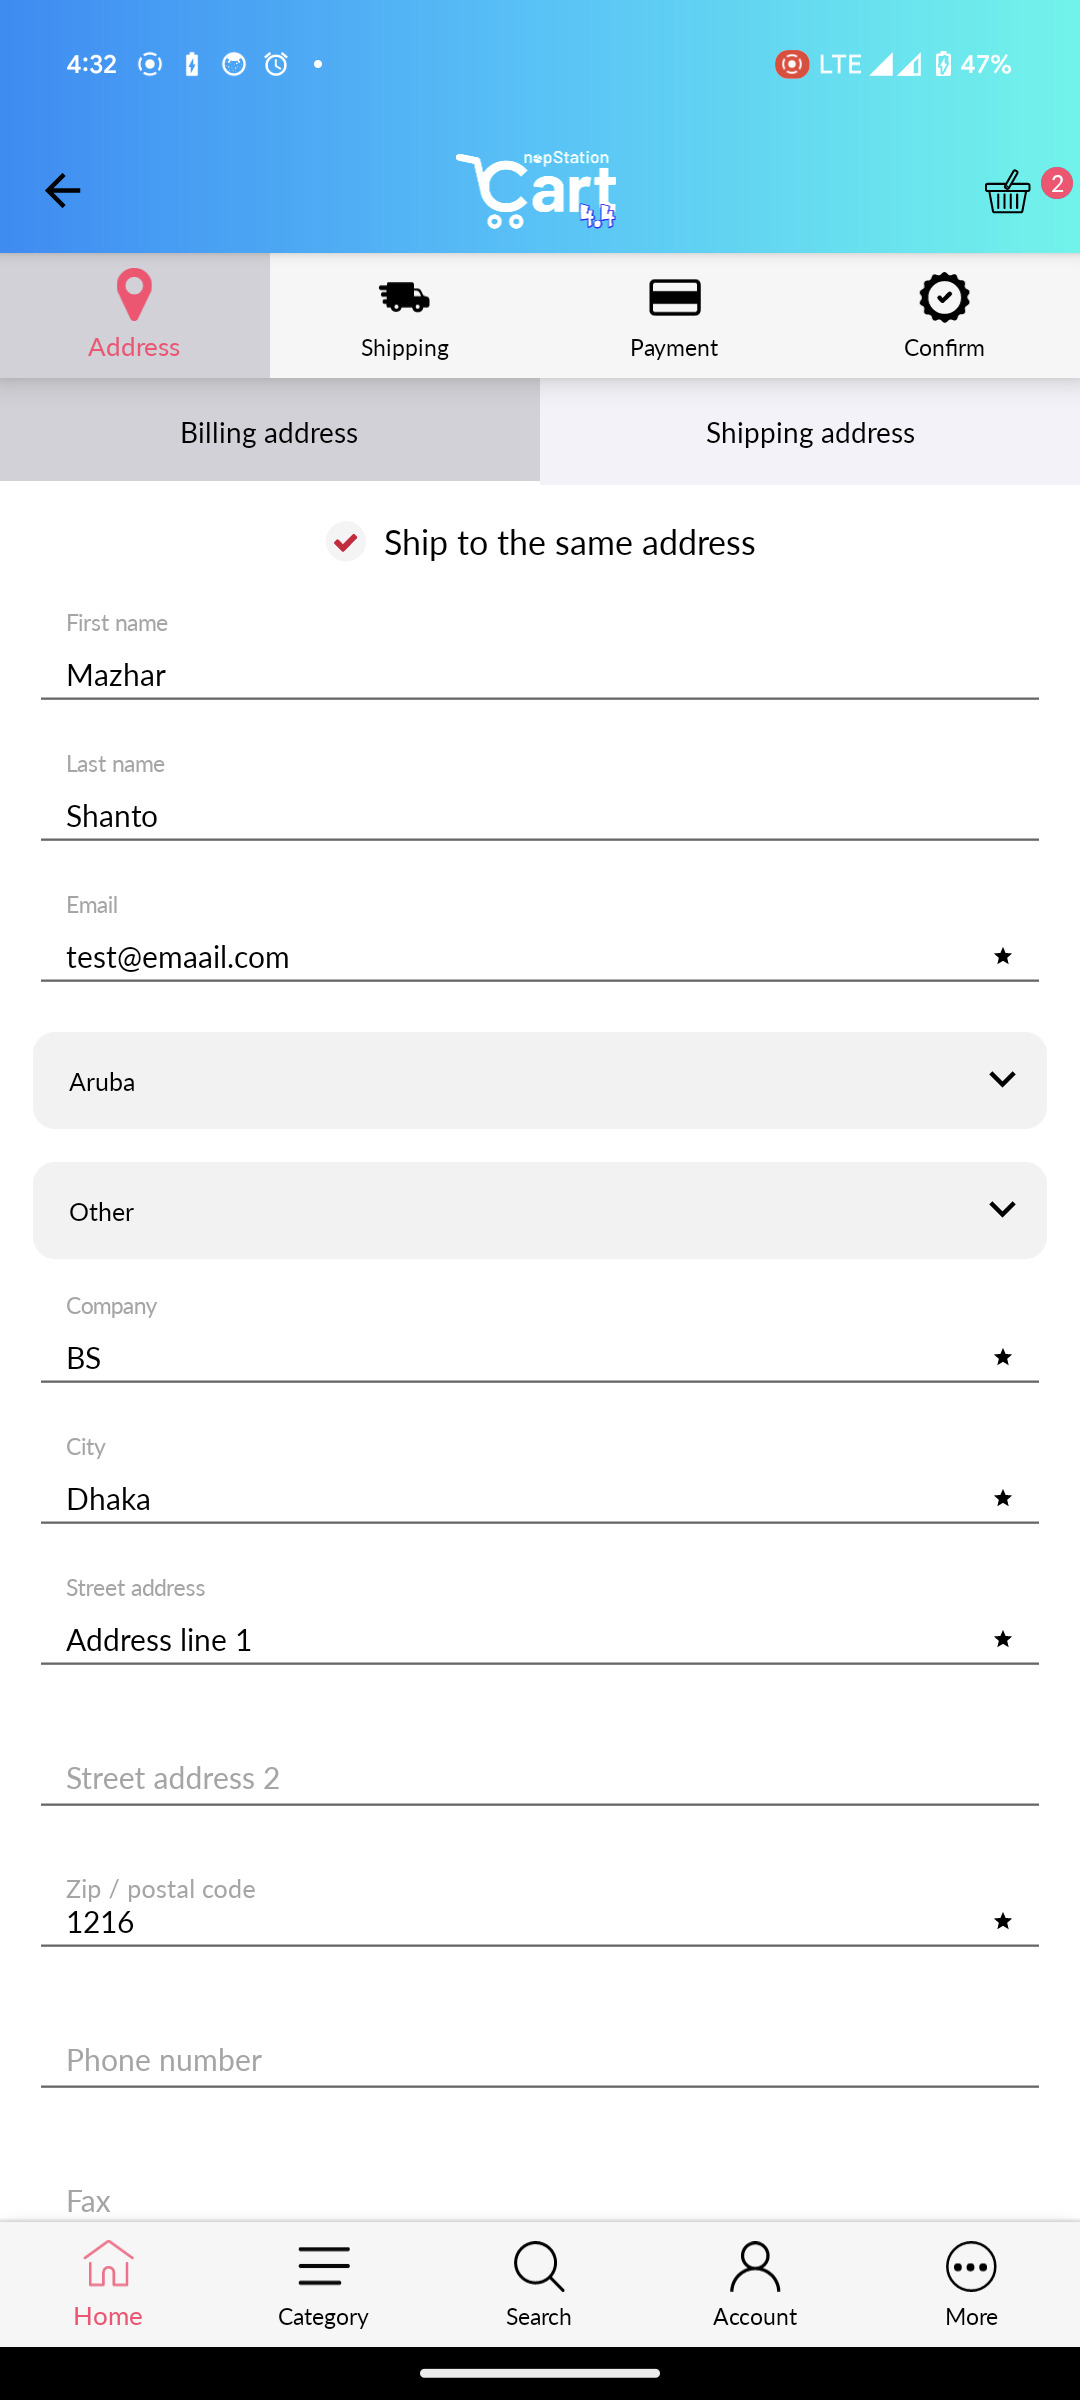 4:32
LTE 47%
nopStation
Cart
4.4
2
Address
Shipping
Payment
Confirm
Billing address
Shipping address
Ship to the same address
First name
Mazhar
Last name
Shanto
Email
test@emaail.com
Aruba
Other
Company
BS
City
Dhaka
Street address
Address line 1
Street address 2
Zip / postal code
1216
Phone number
Fax
Home
Category
Search
Account
More